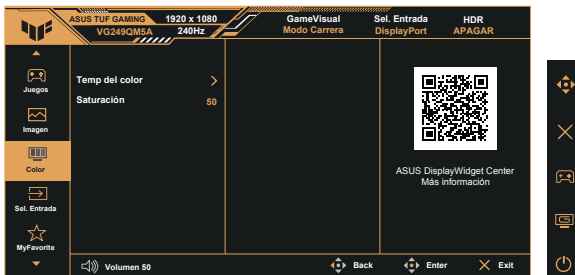 ASUS TUF GAMING 1920 x 1080
VG249QM5A 240Hz
GameVisual
Modo Carrera
Sel. Entrada
DisplayPort
HDR
APAGAR
Juegos
Imagen
Color
Sel. Entrada
MyFavorite
Temp del color
Saturación 50
ASUS DisplayWidget Center
Más información
Volumen 50
Back
Enter
Exit